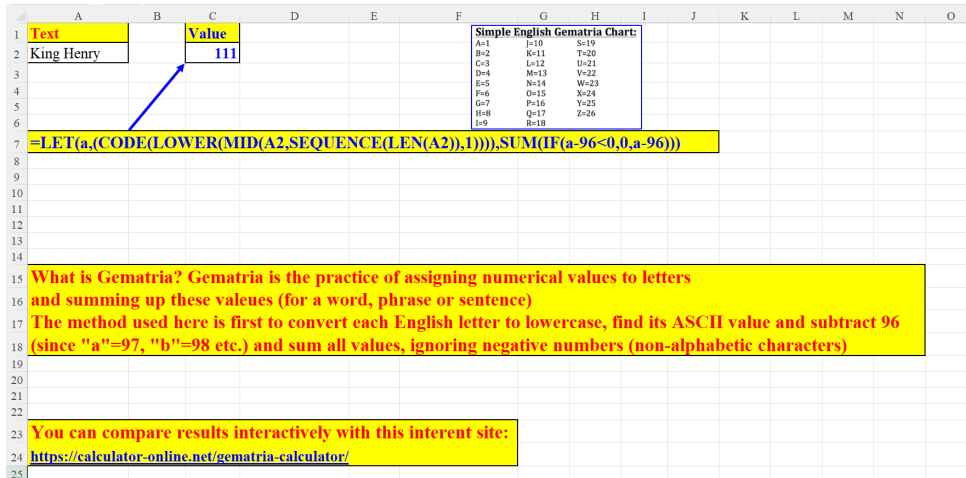 A B C D E F G H I J K L M N O
1 Text Value
2 King Henry 111
3
4
5
6
Simple English Gematria Chart:
A=1 J=10 S=19
B=2 K=11 T=20
C=3 L=12 U=21
D=4 M=13 V=22
E=5 N=14 W=23
F=6 O=15 X=24
G=7 P=16 Y=25
H=8 Q=17 Z=26
I=9 R=18
7 =LET(a,(CODE(LOWER(MID(A2,SEQUENCE(LEN(A2)),1)))),SUM(IF(a-96<0,0,a-96)))
8
9
10
11
12
13
14
15 What is Gematria? Gematria is the practice of assigning numerical values to letters
16 and summing up these valeues (for a word, phrase or sentence)
17 The method used here is first to convert each English letter to lowercase, find its ASCII value and subtract 96
18 (since "a"=97, "b"=98 etc.) and sum all values, ignoring negative numbers (non-alphabetic characters)
19
20
21
22
23 You can compare results interactively with this interent site:
24 https://calculator-online.net/gematria-calculator/
25